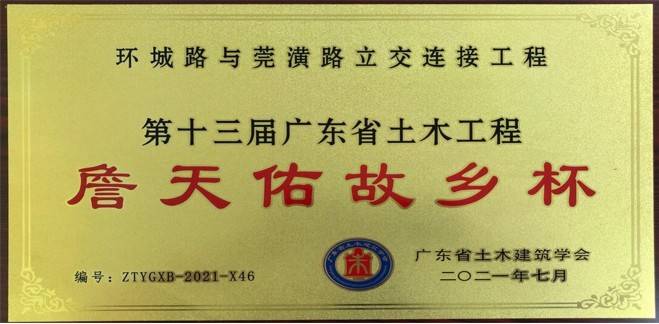 环城路与莞潢路立交连接工程
第十三届广东省土木工程
詹天佑故乡杯
编号：ZTYGXB-2021-X46
广东省土木建筑学会
二〇二一年七月